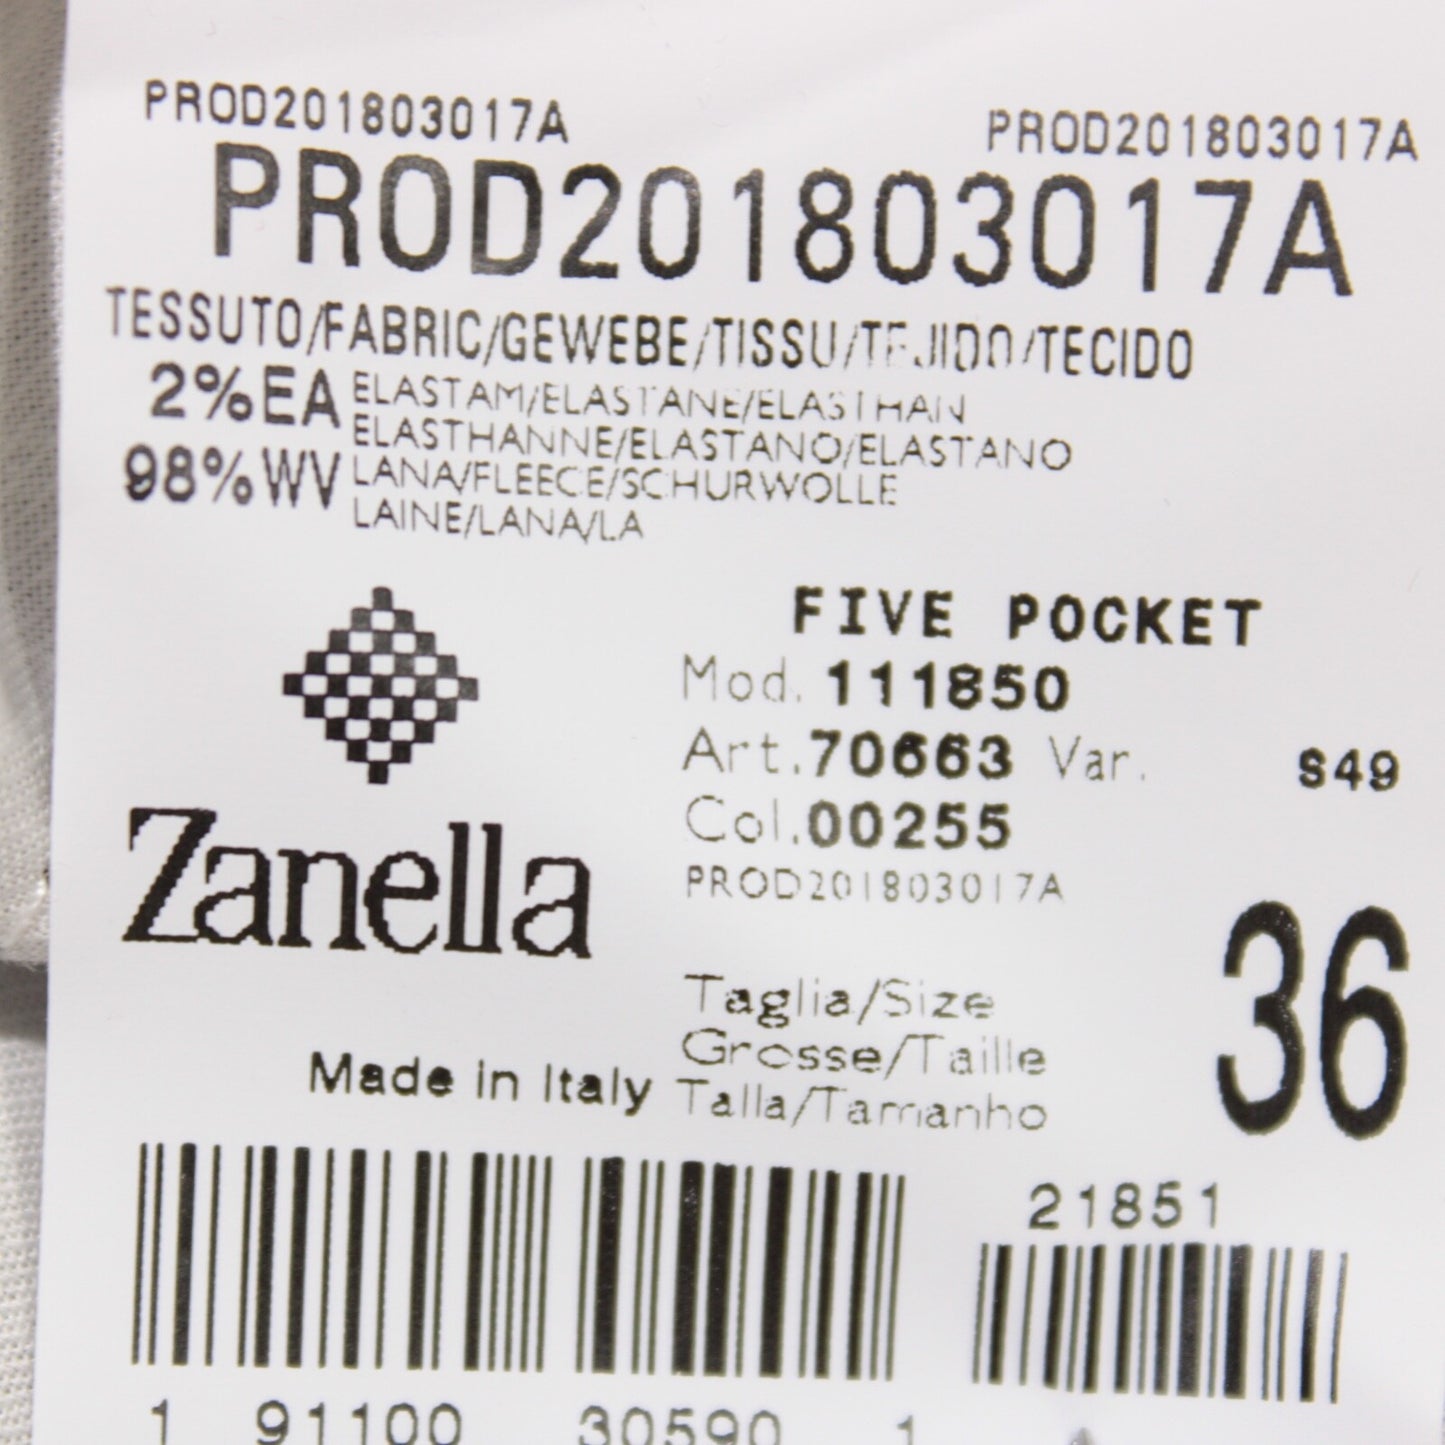 PROD201803017A
PROD201803017A
PROD201803017A
TESSUTO/FABRIC/GEWEBE/TISSU/TEJIDO/TECIDO
2%EA ELASTAM/ELASTANE/ELASTHAN
ELASTHANNE/ELASTANO/ELASTANO
98%WV LANA/FLEECE/SCHURWOLLE
LAINE/LANA/LA
FIVE POCKET
Mod. 111850
Art.70663 Var. S49
Col.00255
PROD201803017A
Zanella
36
Taglia/Size
Grosse/Taille
Made in Italy Talla/Tamanho
21851
1 91100 30590 1